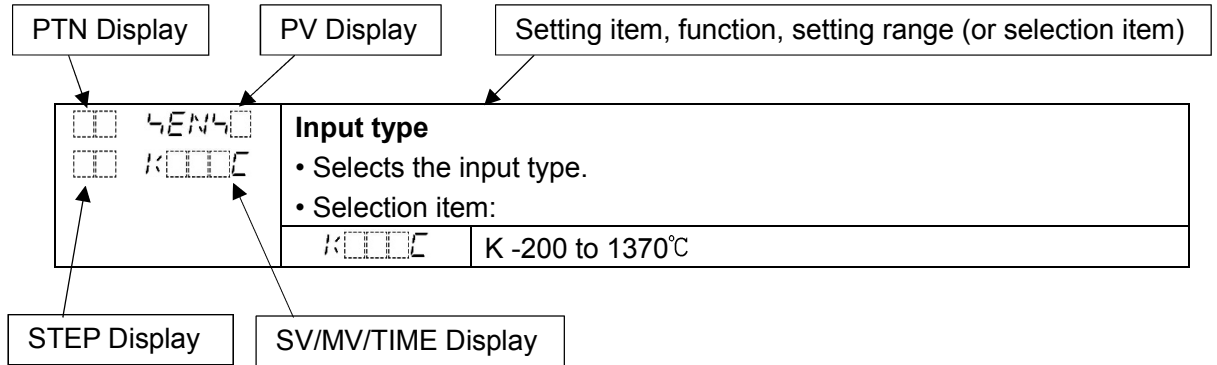 PTN Display
PV Display
Setting item, function, setting range (or selection item)
SENS
Input type
K C
• Selects the input type.
• Selection item:
K C
K -200 to 1370℃
STEP Display
SV/MV/TIME Display